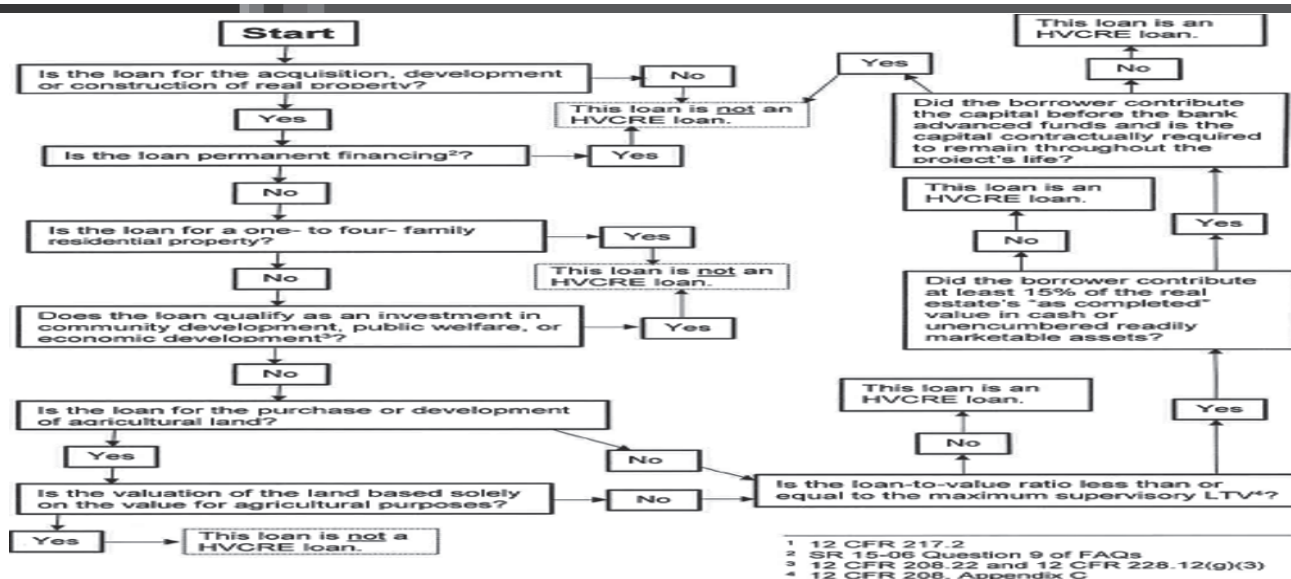 Start
Is the loan for the acquisition, development
or construction of real property?
No
Yes
This loan is not an
HVCRE loan.
Is the loan permanent financing²?
Yes
No
Is the loan for a one- to four- family
residential property?
Yes
No
This loan is not an
HVCRE loan.
Does the loan qualify as an investment in
community development, public welfare, or
economic development³?
Yes
No
Is the loan for the purchase or development
of agricultural land?
Yes
No
Is the valuation of the land based solely
on the value for agricultural purposes?
No
Yes
This loan is not a
HVCRE loan.
Is the loan-to-value ratio less than or
equal to the maximum supervisory LTV⁴?
No
This loan is an
HVCRE loan.
Yes
Did the borrower contribute
at least 15% of the real
estate's "as completed"
value in cash or
unencumbered readily
marketable assets?
No
This loan is an
HVCRE loan.
Yes
Did the borrower contribute
the capital before the bank
advanced funds and is the
capital contractually required
to remain throughout the
project's life?
Yes
No
This loan is an
HVCRE loan.
¹ 12 CFR 217.2
² SR 15-06 Question 9 of FAQs
³ 12 CFR 208.22 and 12 CFR 228.12(g)(3)
⁴ 12 CFR 208, Appendix C